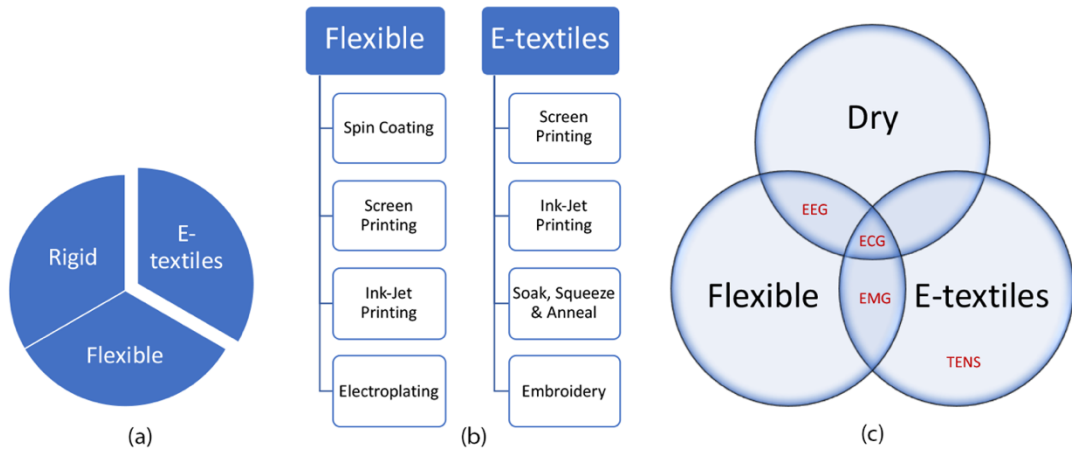 Rigid
E-
textiles
Flexible
(a)
Flexible
Spin Coating
Screen
Printing
Ink-Jet
Printing
Electroplating
E-textiles
Screen
Printing
Ink-Jet
Printing
Soak, Squeeze
& Anneal
Embroidery
(b)
Dry
EEG
ECG
Flexible
EMG
E-textiles
TENS
(c)